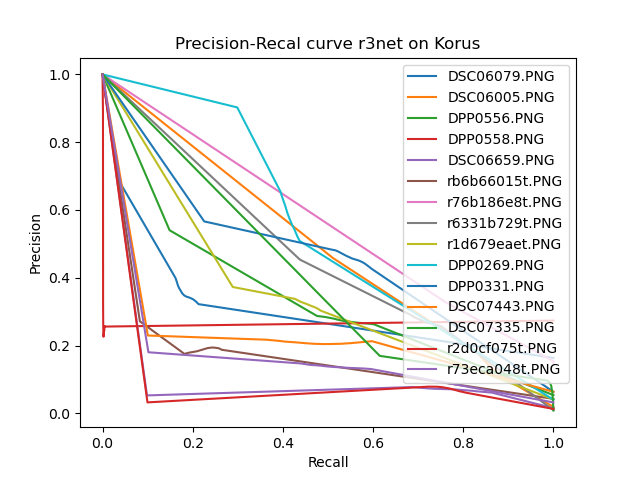 Precision-Recal curve r3net on Korus
1.0
0.8
0.6
0.4
0.2
0.0
Precision
DSC06079.PNG
DSC06005.PNG
DPP0556.PNG
DPP0558.PNG
DSC06659.PNG
rb6b66015t.PNG
r76b186e8t.PNG
r6331b729t.PNG
r1d679eaet.PNG
DPP0269.PNG
DPP0331.PNG
DSC07443.PNG
DSC07335.PNG
r2d0cf075t.PNG
r73eca048t.PNG
0.0 0.2 0.4 0.6 0.8 1.0
Recall